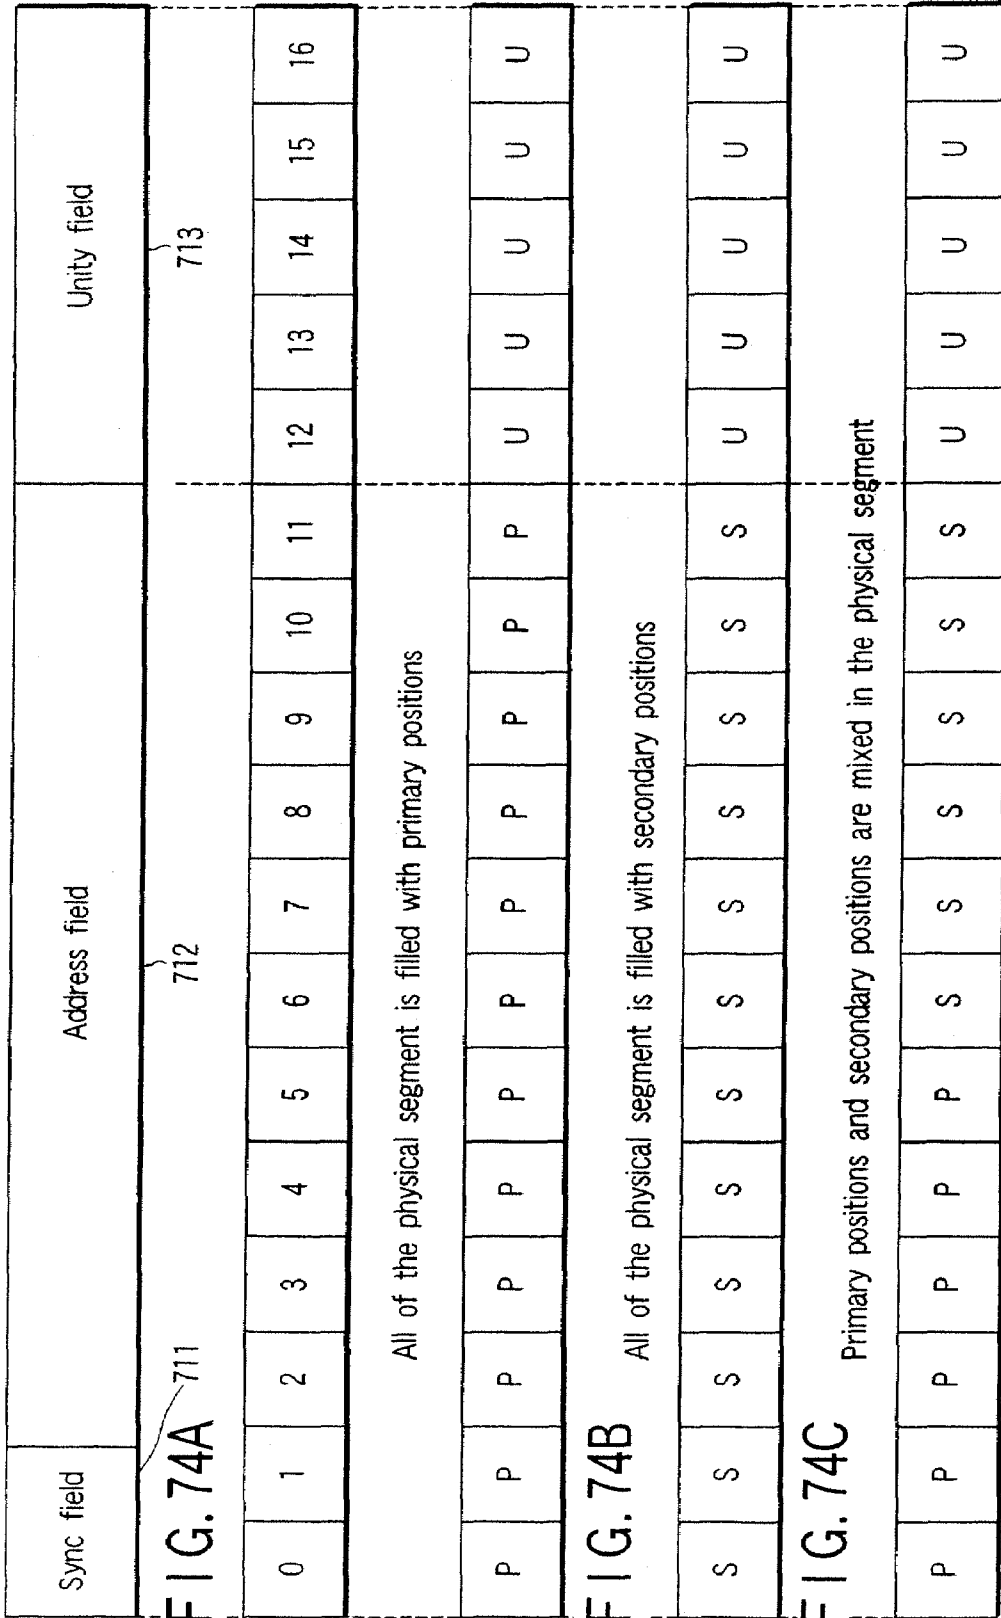 Sync field Address field Unity field
711 712 713
FIG. 74A
0 1 2 3 4 5 6 7 8 9 10 11 12 13 14 15 16
All of the physical segment is filled with primary positions
P P P P P P P P P P P P U U U U U
FIG. 74B
All of the physical segment is filled with secondary positions
S S S S S S S S S S S S U U U U U
FIG. 74C
Primary positions and secondary positions are mixed in the physical segment
P P P P P P S S S S S S U U U U U